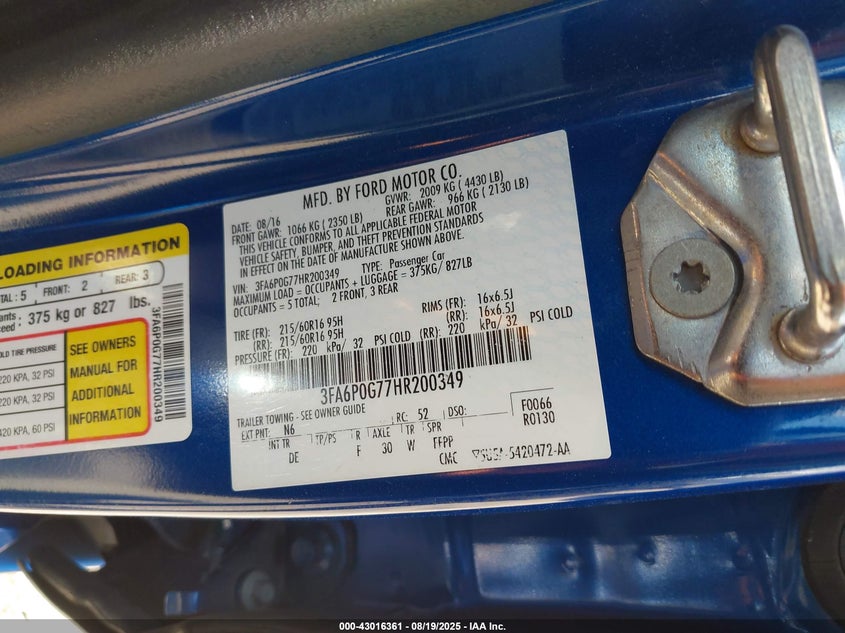 MFD. BY FORD MOTOR CO.
DATE: 08/16 GVWR: 2009 KG ( 4430 LB)
FRONT GAWR: 1066 KG ( 2350 LB) REAR GAWR: 966 KG ( 2130 LB)
THIS VEHICLE CONFORMS TO ALL APPLICABLE FEDERAL MOTOR
VEHICLE SAFETY, BUMPER, AND THEFT PREVENTION STANDARDS
IN EFFECT ON THE DATE OF MANUFACTURE SHOWN ABOVE.
VIN: 3FA6P0G77HR200349 TYPE: Passenger Car
MAXIMUM LOAD = OCCUPANTS + LUGGAGE = 375KG/ 827LB
OCCUPANTS = 5 TOTAL; 2 FRONT, 3 REAR
TIRE (FR): 215/60R16 95H RIMS (FR): 16x6.5J
(RR): 215/60R16 95H (RR): 16x6.5J
PRESSURE (FR): 220 kPa/ 32 PSI COLD (RR): 220 kPa/ 32 PSI COLD
3FA6P0G77HR200349
TRAILER TOWING - SEE OWNER GUIDE
EXT PNT: N6 RC: 52 DSO: F0066
R0130
INT TR TP/PS R AXLE TR SPR
DE F 30 W FFPP
CMC 5420472-AA
LOADING INFORMATION
TAL: 5 FRONT: 2 REAR: 3
375 kg or 827 lbs.
OLD TIRE PRESSURE
220 KPA, 32 PSI
220 KPA, 32 PSI
420 KPA, 60 PSI
SEE OWNERS
MANUAL FOR
ADDITIONAL
INFORMATION
3FA6P0G77HR200349
000-43016361 - 08/19/2025 - IAA Inc.